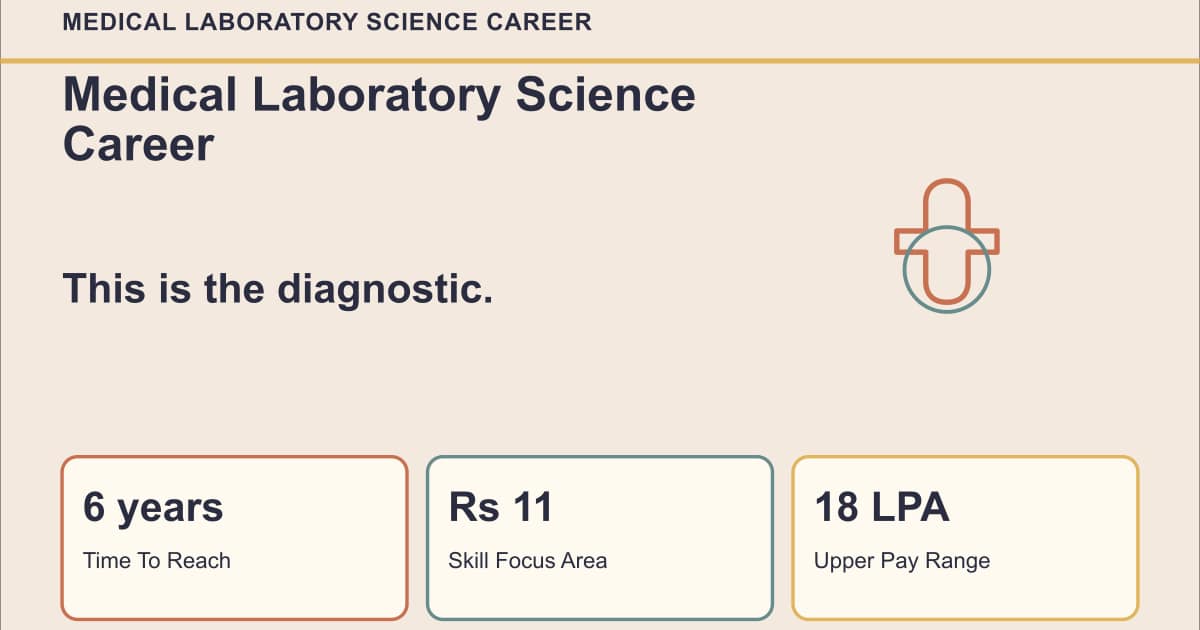 MEDICAL LABORATORY SCIENCE CAREER
Medical Laboratory Science
Career
This is the diagnostic.
6 years
Time To Reach
Rs 11
Skill Focus Area
18 LPA
Upper Pay Range